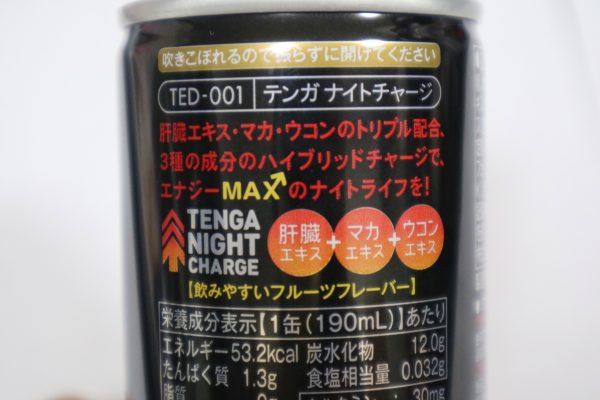 吹きこぼれるので振らずに開けてください
TED-001 テンガ ナイトチャージ
肝臓エキス・マカ・ウコンのトリプル配合、
3種の成分のハイブリッドチャージで、
エナジーMAXのナイトライフを!
TENGA
NIGHT
CHARGE
肝臓エキス+マカエキス+ウコンエキス
【飲みやすいフルーツフレーバー】
栄養成分表示【1缶(190mL)】あたり
エネルギー53.2kcal 炭水化物 12.0g
たんぱく質 1.3g 食塩相当量 0.032g
脂質 0g 30mg